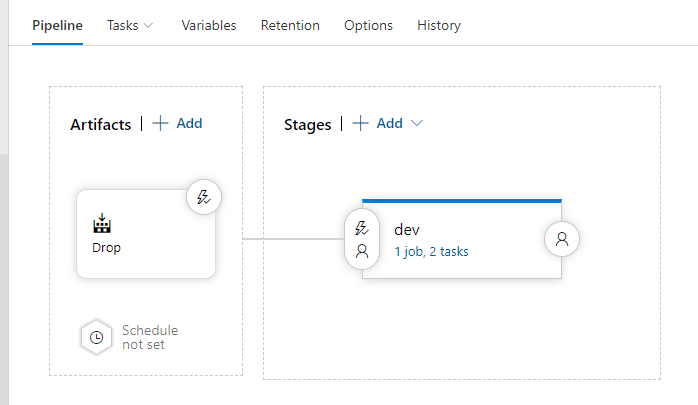 Pipeline Tasks Variables Retention Options History
Artifacts | Add
Stages | Add
Drop
dev
1 job, 2 tasks
Schedule
not set